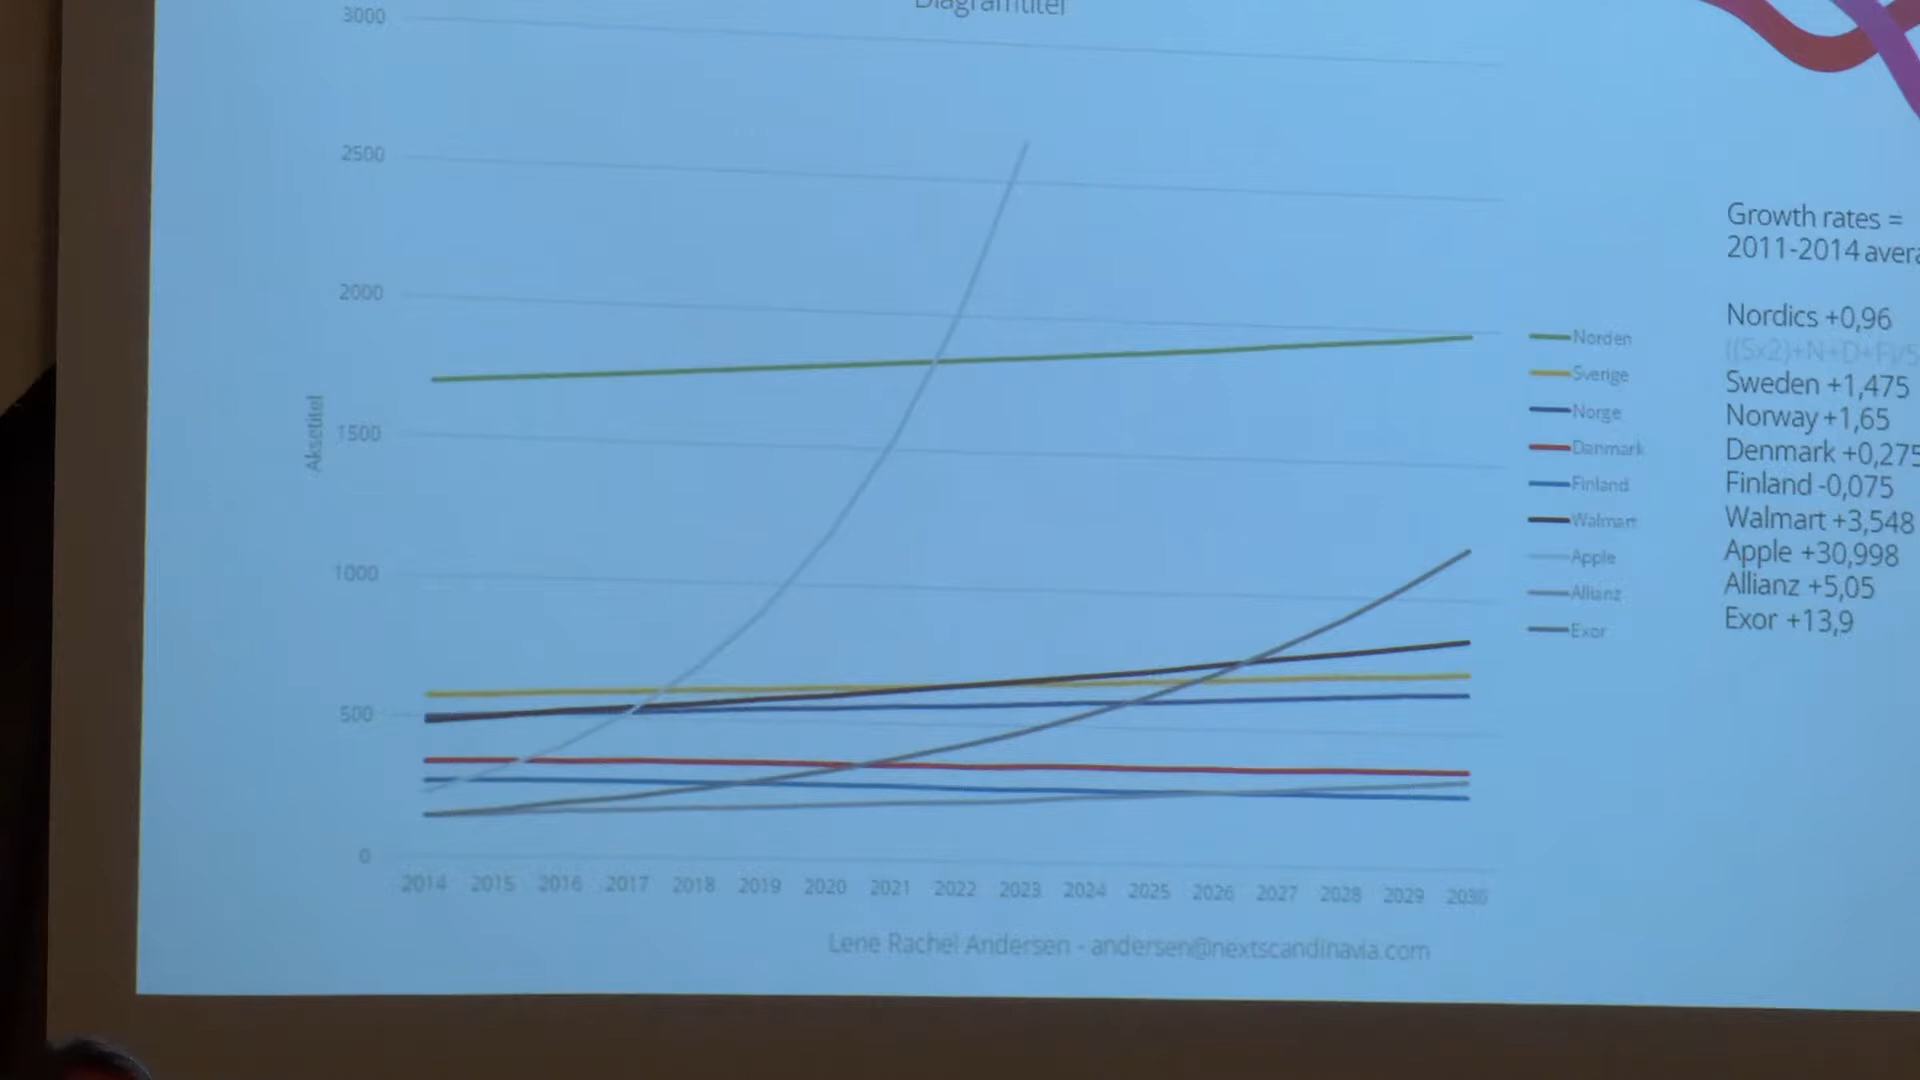 Diagramtitel
3000
2500
2000
1500
1000
500
0
Aksetitel
2014 2015 2016 2017 2018 2019 2020 2021 2022 2023 2024 2025 2026 2027 2028 2029 2030
Norden
Sverige
Norge
Danmark
Finland
Walmart
Apple
Allianz
Exor
Growth rates =
2011-2014
Nordics +0,96
((Sx2)+N+D+F)/5
Sweden +1,475
Norway +1,65
Denmark +0,275
Finland -0,075
Walmart +3,548
Apple +30,998
Allianz +5,05
Exor +13,9
Lene Rachel Andersen - andersen@nextscandinavia.com